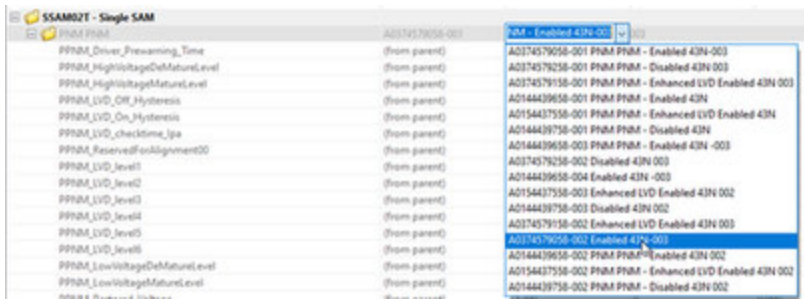 SSAM02T - Single SAM
PNM PNM A0374579058-003 NM - Enabled 43N-003
PPNM_Driver_Prewarning_Time (from parent) A0374579058-001 PNM PNM - Enabled 43N-003
PPNM_HighVoltageDeMatureLevel (from parent) A0374579258-001 PNM PNM - Disabled 43N 003
PPNM_HighVoltageMatureLevel (from parent) A0374579158-001 PNM PNM - Enhanced LVD Enabled 43N 003
PPNM_LVD_Off_Hysteresis (from parent) A0144439658-001 PNM PNM - Enabled 43N
PPNM_LVD_On_Hysteresis (from parent) A0154437558-001 PNM PNM - Enhanced LVD Enabled 43N
PPNM_LVD_checktime_lpa (from parent) A0144439758-001 PNM PNM - Disabled 43N
PPNM_ReservedForAlignment00 (from parent) A0144439658-003 PNM PNM - Enabled 43N -003
PPNM_LVD_level1 (from parent) A0374579258-002 Disabled 43N 003
PPNM_LVD_level2 (from parent) A0144439658-004 Enabled 43N -003
PPNM_LVD_level3 (from parent) A0154437558-003 Enhanced LVD Enabled 43N 002
PPNM_LVD_level4 (from parent) A0144439758-003 Disabled 43N 002
PPNM_LVD_level5 (from parent) A0374579158-002 Enhanced LVD Enabled 43N 003
PPNM_LVD_level6 (from parent) A0374579058-002 Enabled 43N-003
PPNM_LowVoltageDeMatureLevel (from parent) A0144439658-002 PNM PNM - Enabled 43N 002
PPNM_LowVoltageMatureLevel (from parent) A0154437558-002 PNM PNM - Enhanced LVD Enabled 43N 002
(from parent) A0144439758-002 PNM PNM - Disabled 43N 002